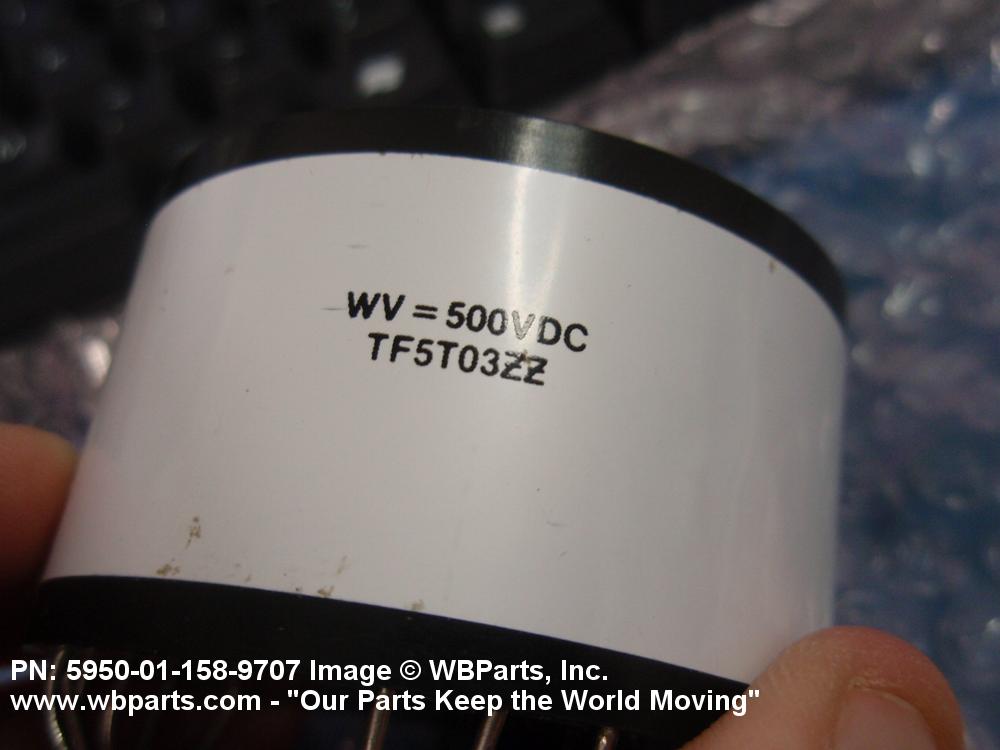 WV = 500VDC
TF5T03ZZ
PN: 5950-01-158-9707 Image © WBParts, Inc.
www.wbparts.com - "Our Parts Keep the World Moving"